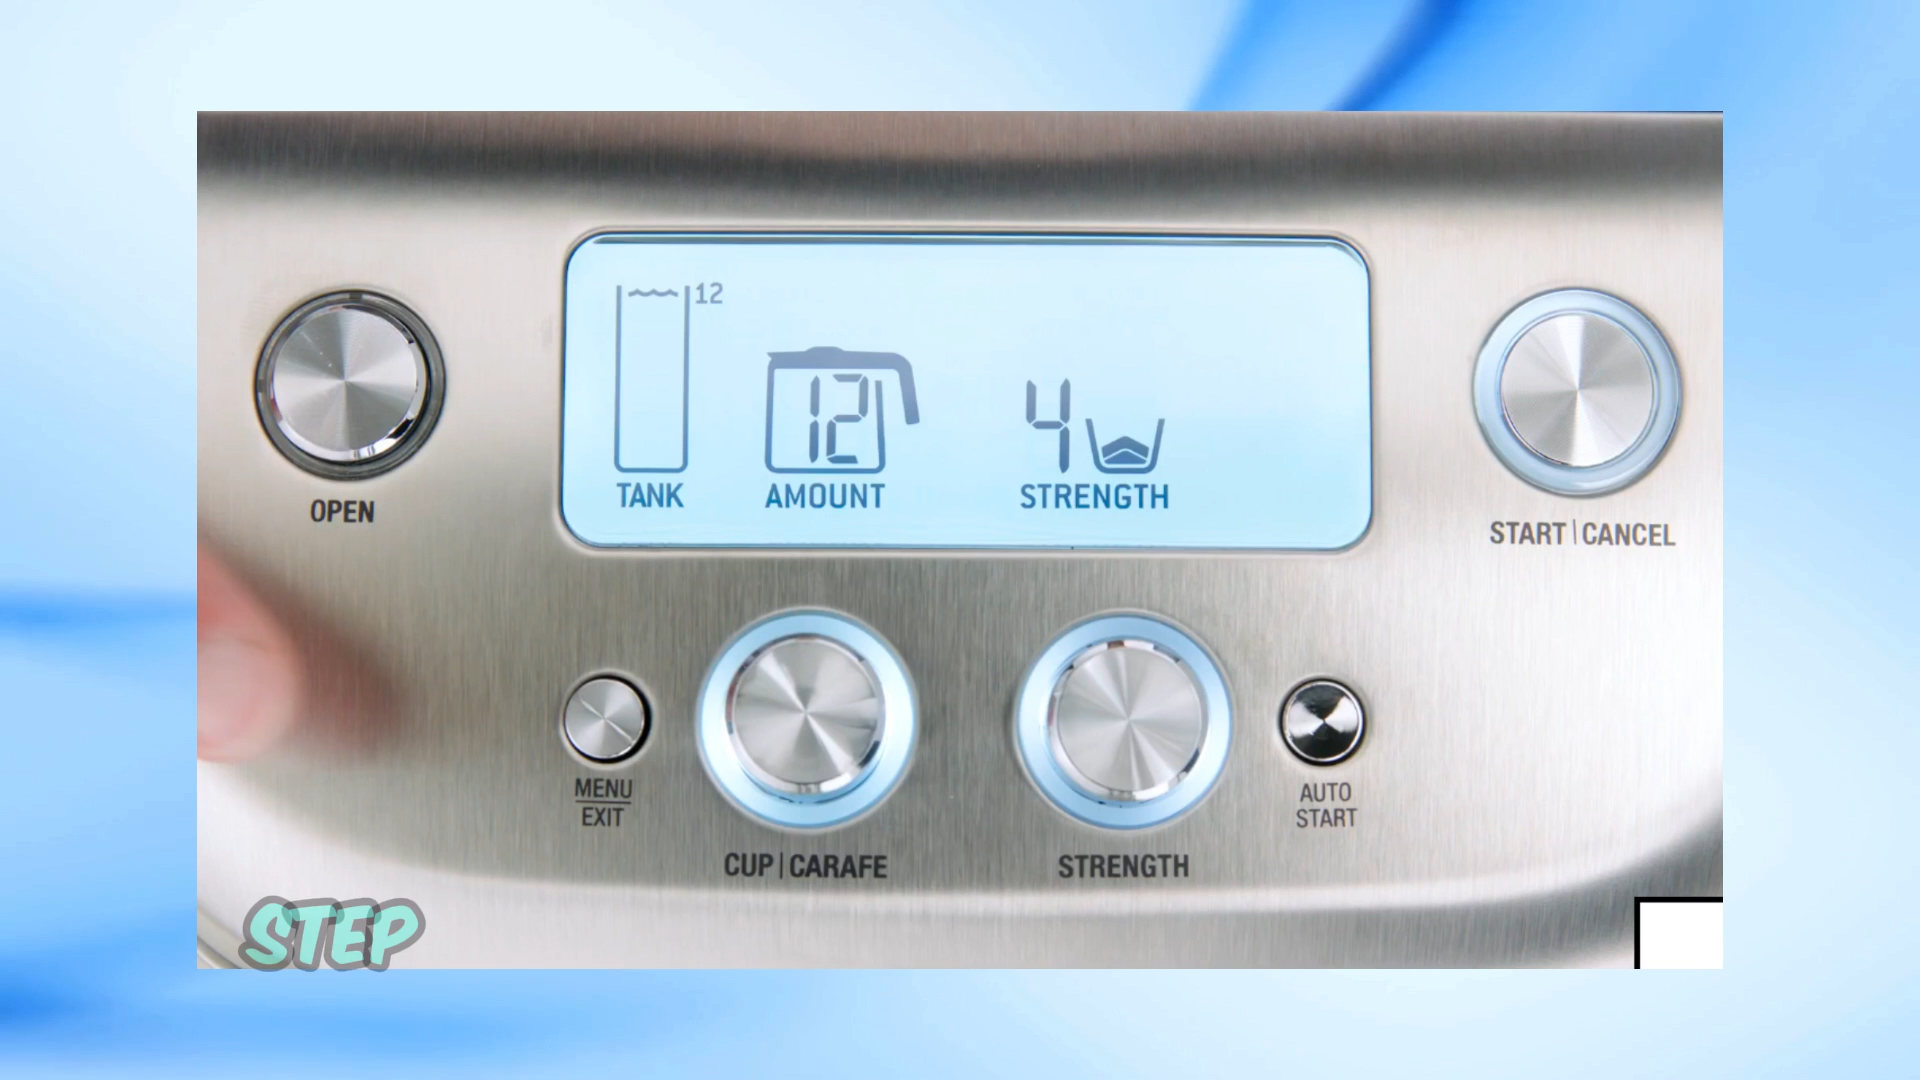 12
12
4
TANK
AMOUNT
STRENGTH
OPEN
START|CANCEL
MENU
EXIT
AUTO
START
CUP|CARAFE
STRENGTH
STEP